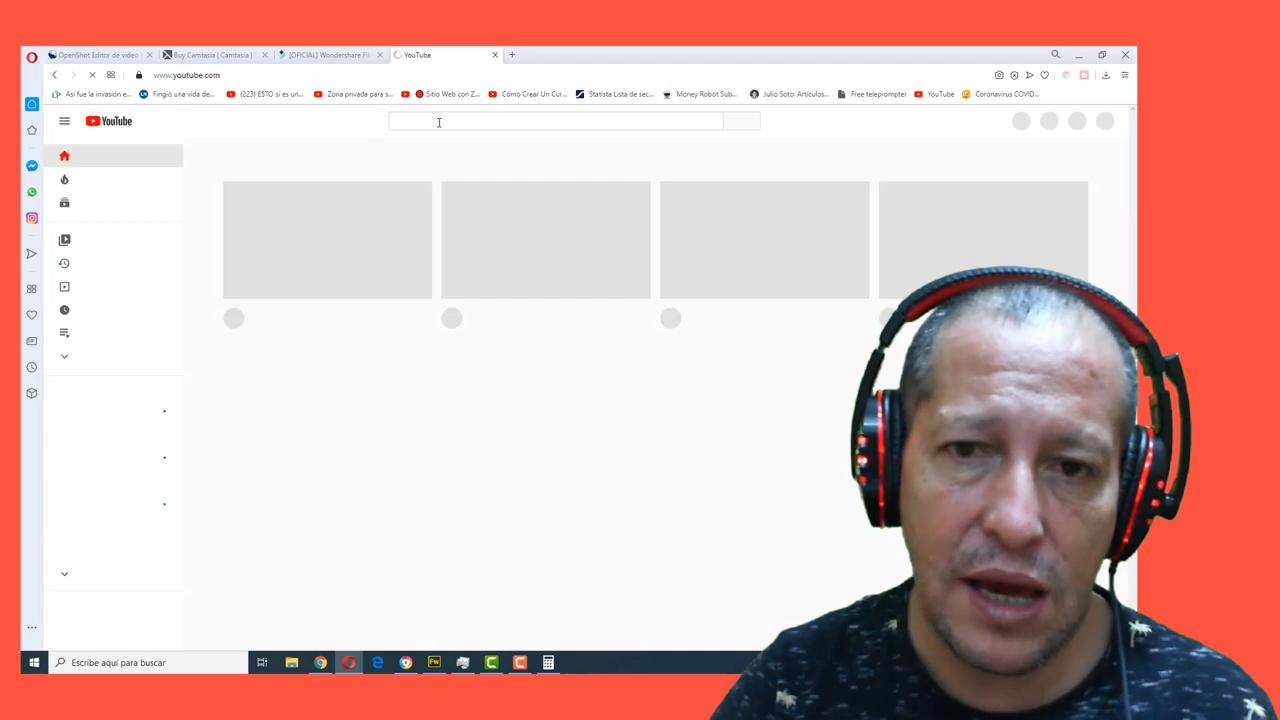 OpenShot Editor de video
Buy Camtasia | Camtasia | T
[OFICIAL] Wondershare Fil
YouTube
www.youtube.com
Así fue la invasión e...
Fingió una vida de...
(223) ESTO si es un...
Zona privada para s...
Sitio Web con Z...
Cómo Crear Un Cur...
Statista Lista de sec...
Money Robot Sub...
Julio Soto: Artículos...
Free teleprompter
YouTube
Coronavirus COVID...
YouTube
Escribe aquí para buscar
Fw